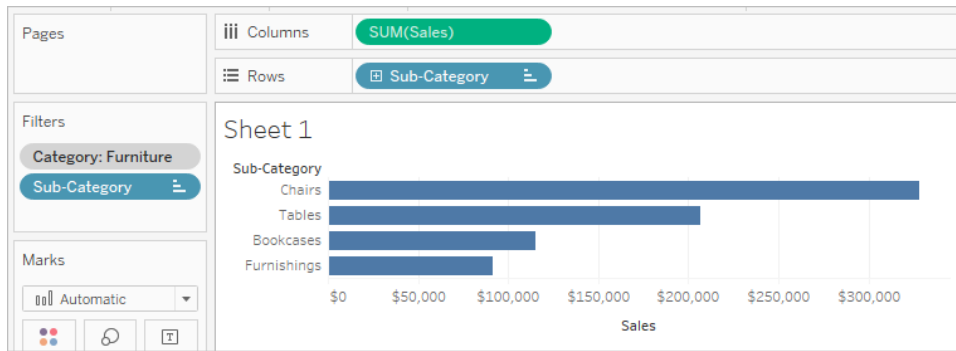 Pages
Columns
SUM(Sales)
Rows
Sub-Category
Filters
Category: Furniture
Sub-Category
Marks
Automatic
T
Sheet 1
Sub-Category
Chairs
Tables
Bookcases
Furnishings
$0 $50,000 $100,000 $150,000 $200,000 $250,000 $300,000
Sales